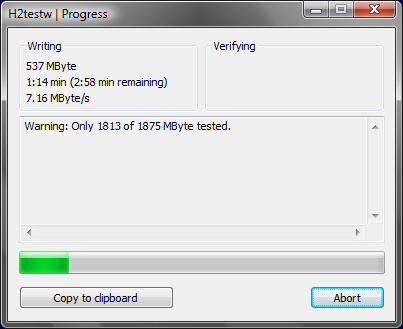 H2testw | Progress
Writing
537 MByte
1:14 min (2:58 min remaining)
7.16 MByte/s
Verifying
Warning: Only 1813 of 1875 MByte tested.
Copy to clipboard
Abort